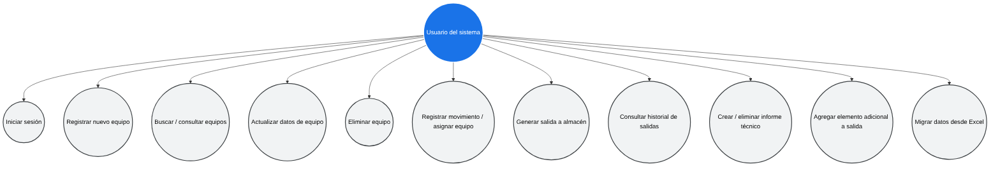 Usuario del sistema
Iniciar sesión
Registrar nuevo equipo
Buscar / consultar equipos
Actualizar datos de equipo
Eliminar equipo
Registrar movimiento /
asignar equipo
Generar salida a almacén
Consultar historial de
salidas
Crear / eliminar informe
técnico
Agregar elemento adicional
a salida
Migrar datos desde Excel